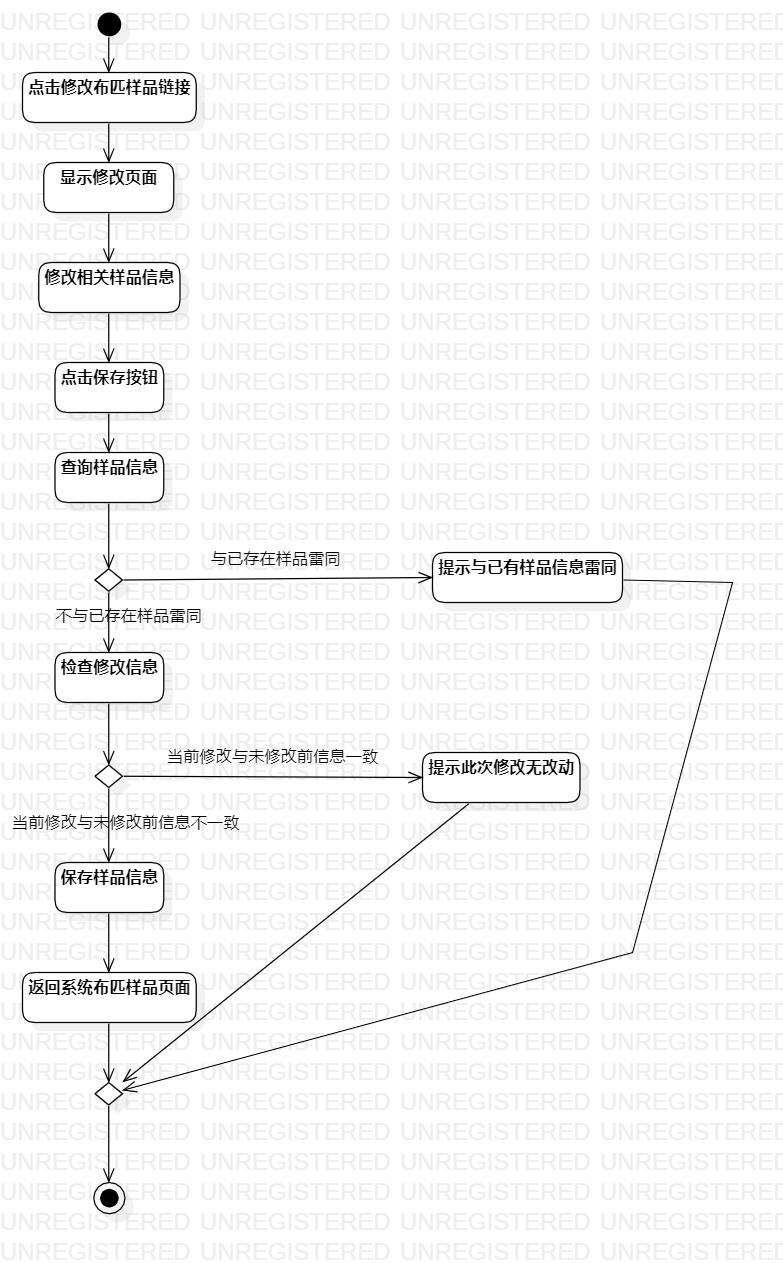 点击修改布匹样品链接
显示修改页面
修改相关样品信息
点击保存按钮
查询样品信息
与已存在样品雷同
提示与已有样品信息雷同
不与已存在样品雷同
检查修改信息
当前修改与未修改前信息一致
提示此次修改无改动
当前修改与未修改前信息不一致
保存样品信息
返回系统布匹样品页面
UNREGISTERED